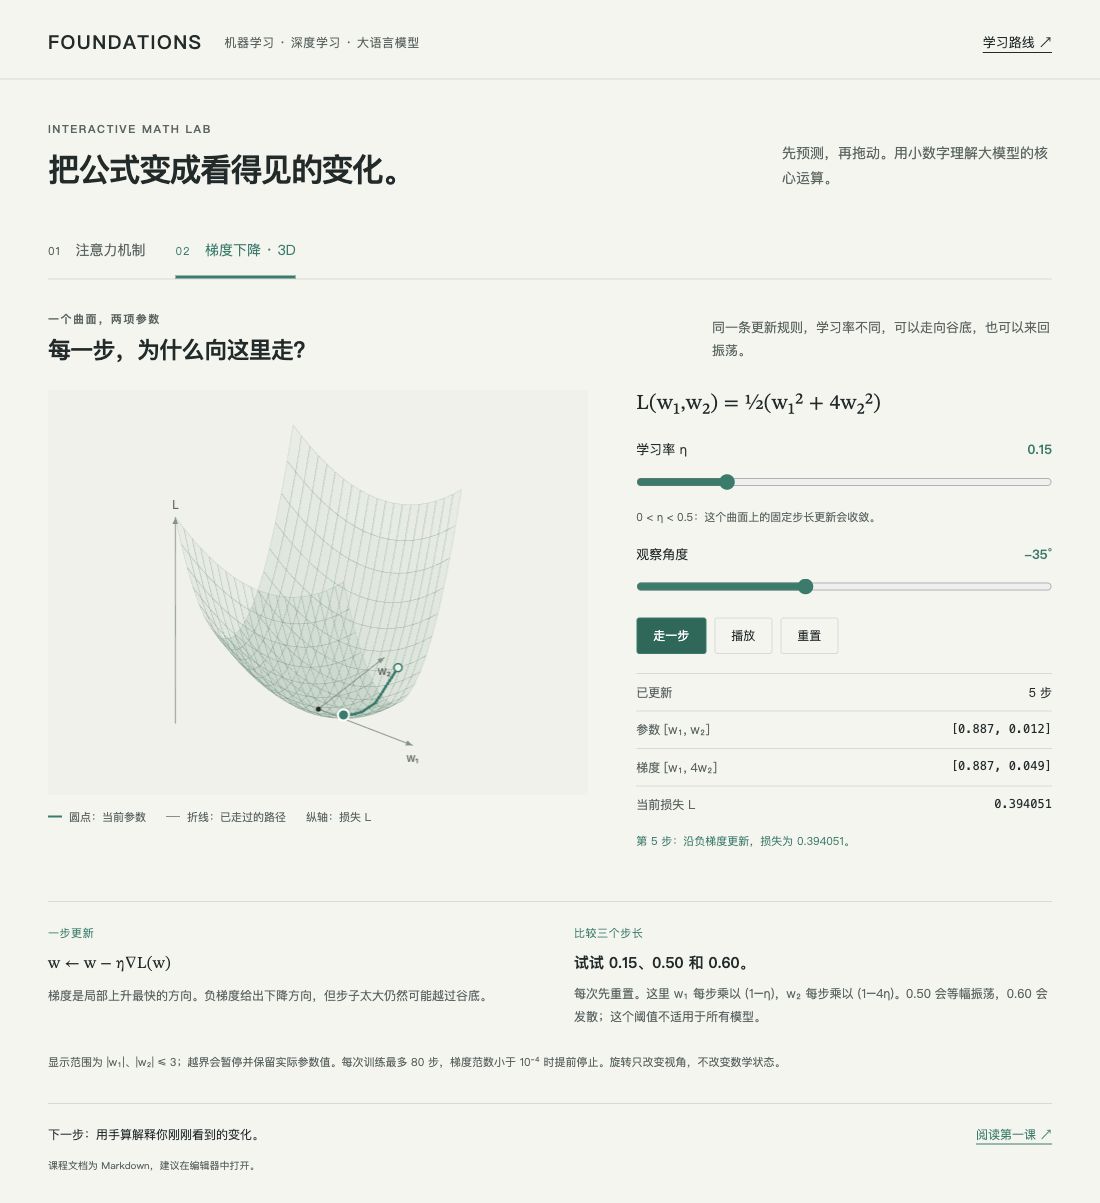 FOUNDATIONS 机器学习 · 深度学习 · 大语言模型 学习路线 ↗
INTERACTIVE MATH LAB
把公式变成看得见的变化。
先预测，再拖动。用小数字理解大模型的核
心运算。
01 注意力机制 02 梯度下降 · 3D
一个曲面，两项参数
每一步，为什么向这里走？
同一条更新规则，学习率不同，可以走向谷底，也可以来回
振荡。
L
w₂
w₁
圆点：当前参数 折线：已走过的路径 纵轴：损失 L
L(w₁,w₂) = ½(w₁² + 4w₂²)
学习率 η 0.15
0 < η < 0.5：这个曲面上的固定步长更新会收敛。
观察角度 −35°
走一步 播放 重置
已更新 5 步
参数 [w₁, w₂] [0.887, 0.012]
梯度 [w₁, 4w₂] [0.887, 0.049]
当前损失 L 0.394051
第 5 步：沿负梯度更新，损失为 0.394051。
一步更新
w ← w − η∇L(w)
梯度是局部上升最快的方向。负梯度给出下降方向，但步子太大仍然可能越过谷底。
比较三个步长
试试 0.15、0.50 和 0.60。
每次先重置。这里 w₁ 每步乘以 (1−η)，w₂ 每步乘以 (1−4η)。0.50 会等幅振荡，0.60 会
发散；这个阈值不适用于所有模型。
显示范围为 |w₁|、|w₂| ≤ 3；越界会暂停并保留实际参数值。每次训练最多 80 步，梯度范数小于 10⁻⁴ 时提前停止。旋转只改变视角，不改变数学状态。
下一步：用手算解释你刚刚看到的变化。 阅读第一课 ↗
课程文档为 Markdown，建议在编辑器中打开。